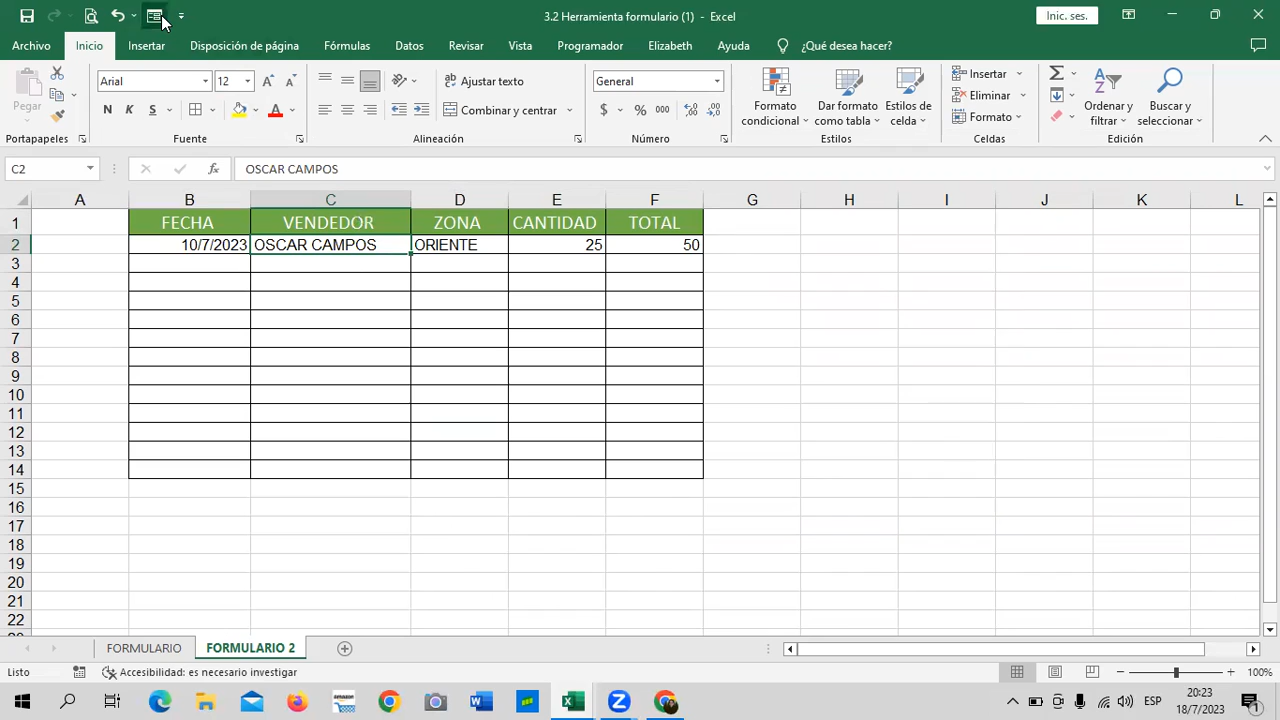 3.2 Herramienta formulario (1) - Excel
Inic. ses.
Archivo Inicio Insertar Disposición de página Fórmulas Datos Revisar Vista Programador Elizabeth Ayuda ¿Qué desea hacer?
Pegar
Portapapeles
Arial 12
N K S
Fuente
Ajustar texto
Combinar y centrar
Alineación
General
$ % 000
Número
Formato condicional
Dar formato como tabla
Estilos de celda
Estilos
Insertar
Eliminar
Formato
Celdas
Ordenar y filtrar
Buscar y seleccionar
Edición
C2 fx OSCAR CAMPOS
A B C D E F G H I J K L
1 FECHA VENDEDOR ZONA CANTIDAD TOTAL
2 10/7/2023 OSCAR CAMPOS ORIENTE 25 50
3
4
5
6
7
8
9
10
11
12
13
14
15
16
17
18
19
20
21
22
FORMULARIO FORMULARIO 2
Listo Accesibilidad: es necesario investigar 100%
ESP 20:23
18/7/2023